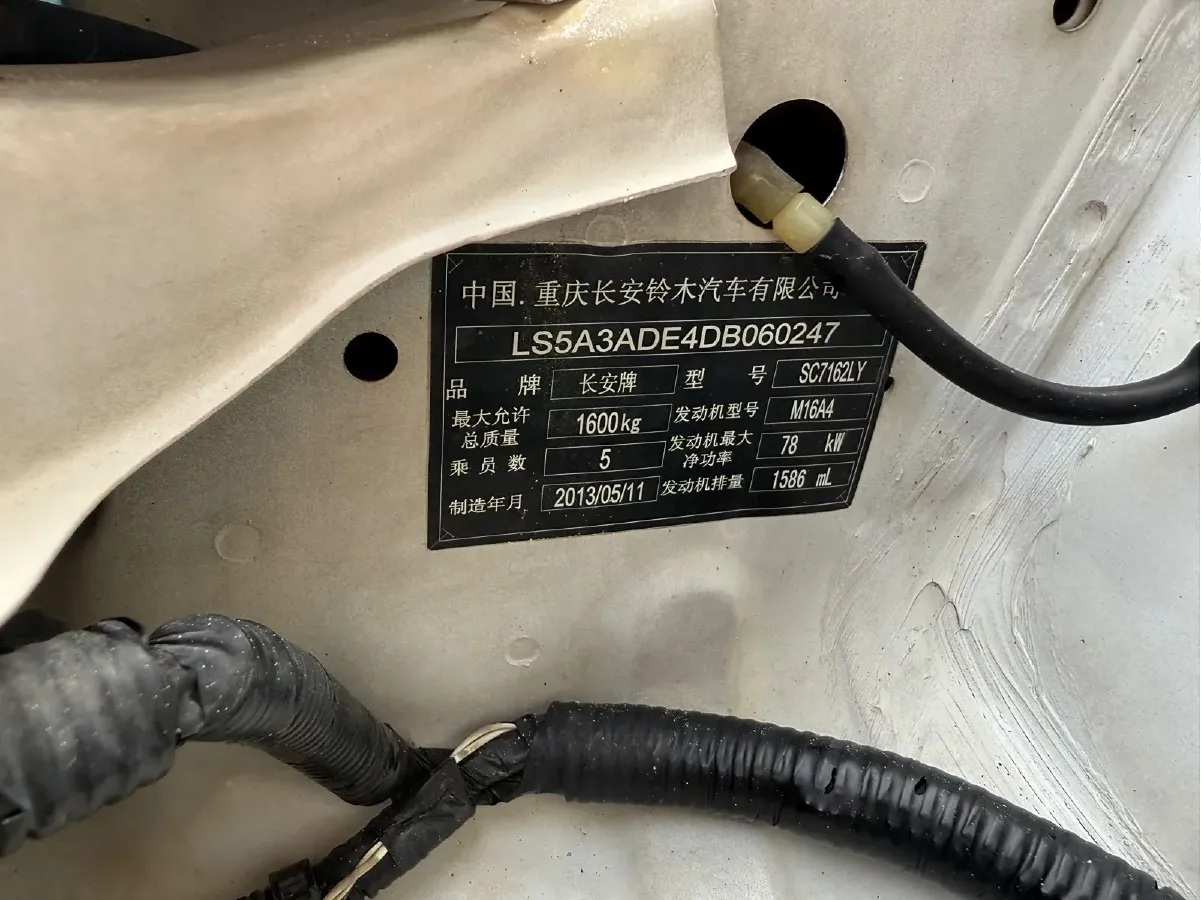 中国.重庆长安铃木汽车有限公司
LS5A3ADE4DB060247
品 牌 长安牌 型 号 SC7162LY
最大允许总质量 1600kg 发动机型号 M16A4
乘员数 5 发动机最大净功率 78 kW
制造年月 2013/05/11 发动机排量 1586 mL